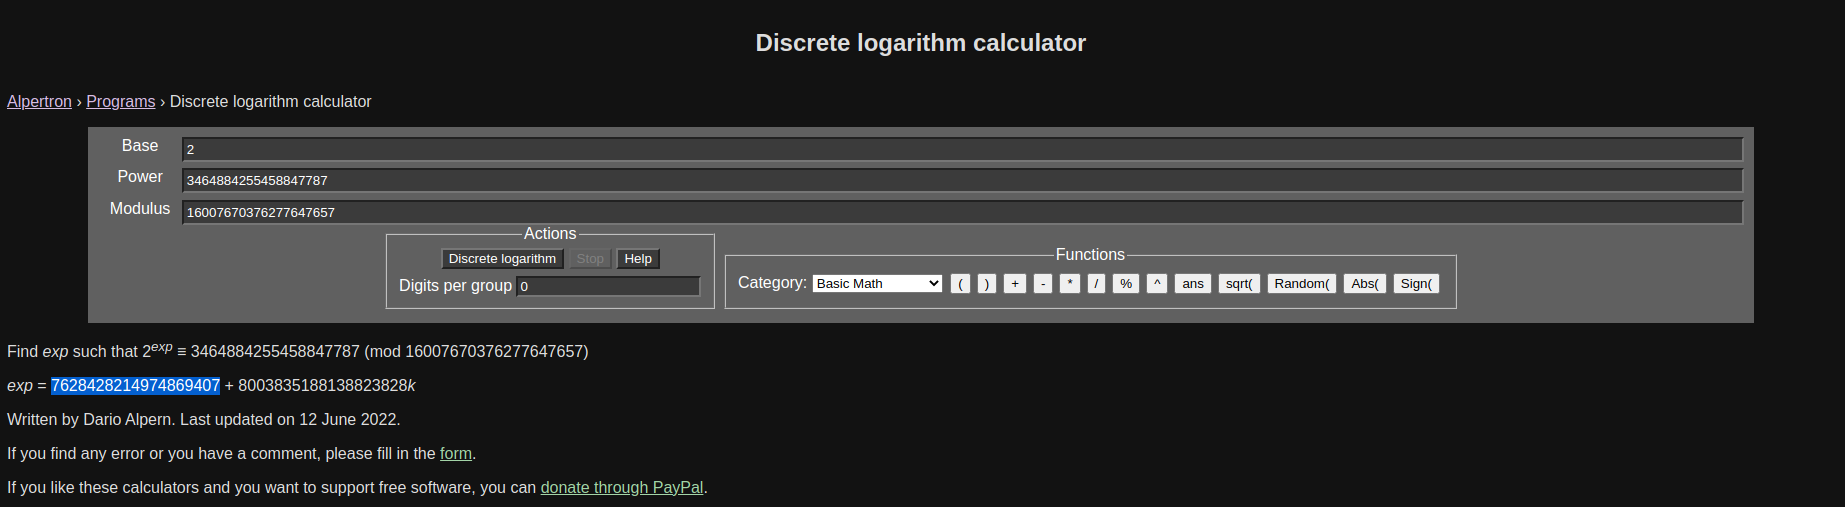 Discrete logarithm calculator
Alpertron › Programs › Discrete logarithm calculator
Base 2
Power 3464884255458847787
Modulus 16007670376277647657
Actions
Functions
Discrete logarithm Stop Help
Category: Basic Math ( ) + - * / % ^ ans sqrt( Random( Abs( Sign(
Digits per group 0
Find exp such that 2^exp ≡ 3464884255458847787 (mod 16007670376277647657)
exp = 7628428214974869407 + 8003835188138823828k
Written by Dario Alpern. Last updated on 12 June 2022.
If you find any error or you have a comment, please fill in the form.
If you like these calculators and you want to support free software, you can donate through PayPal.